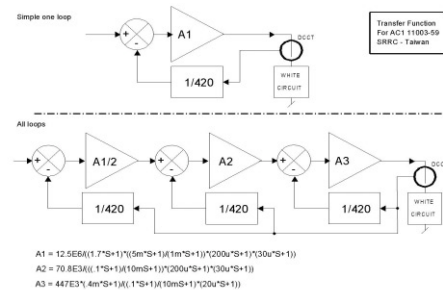 Simple one loop
A1
DCCT
Transfer Function
For AC1 11003-59
SRRC - Taiwan
+
-
1/420
WHITE
CIRCUIT
All loops
+
-
A1/2
+
-
A2
+
-
A3
DCCT
1/420
1/420
1/420
WHITE
CIRCUIT
A1 = 12.5E6/((1.7*S+1)*((5m*S+1)/(1m*S+1))*(200u*S+1)*(30u*S+1))
A2 = 70.8E3/(((.1*S+1)/(10mS+1))*(200u*S+1)*(30u*S+1))
A3 = 447E3*(.4m*S+1)/((.1*S+1)/(10mS+1)*(20u*S+1))